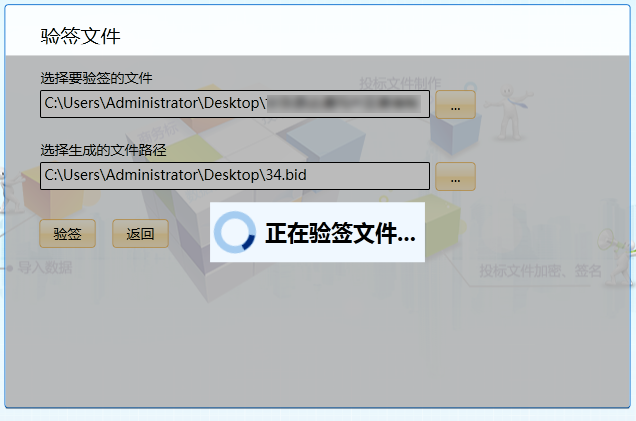 验签文件
选择要验签的文件
投标文件制作
C:\Users\Administrator\Desktop\
...
商务标
选择生成的文件路径
C:\Users\Administrator\Desktop\34.bid
...
验签
返回
正在验签文件...
导入数据
投标文件加密、签名